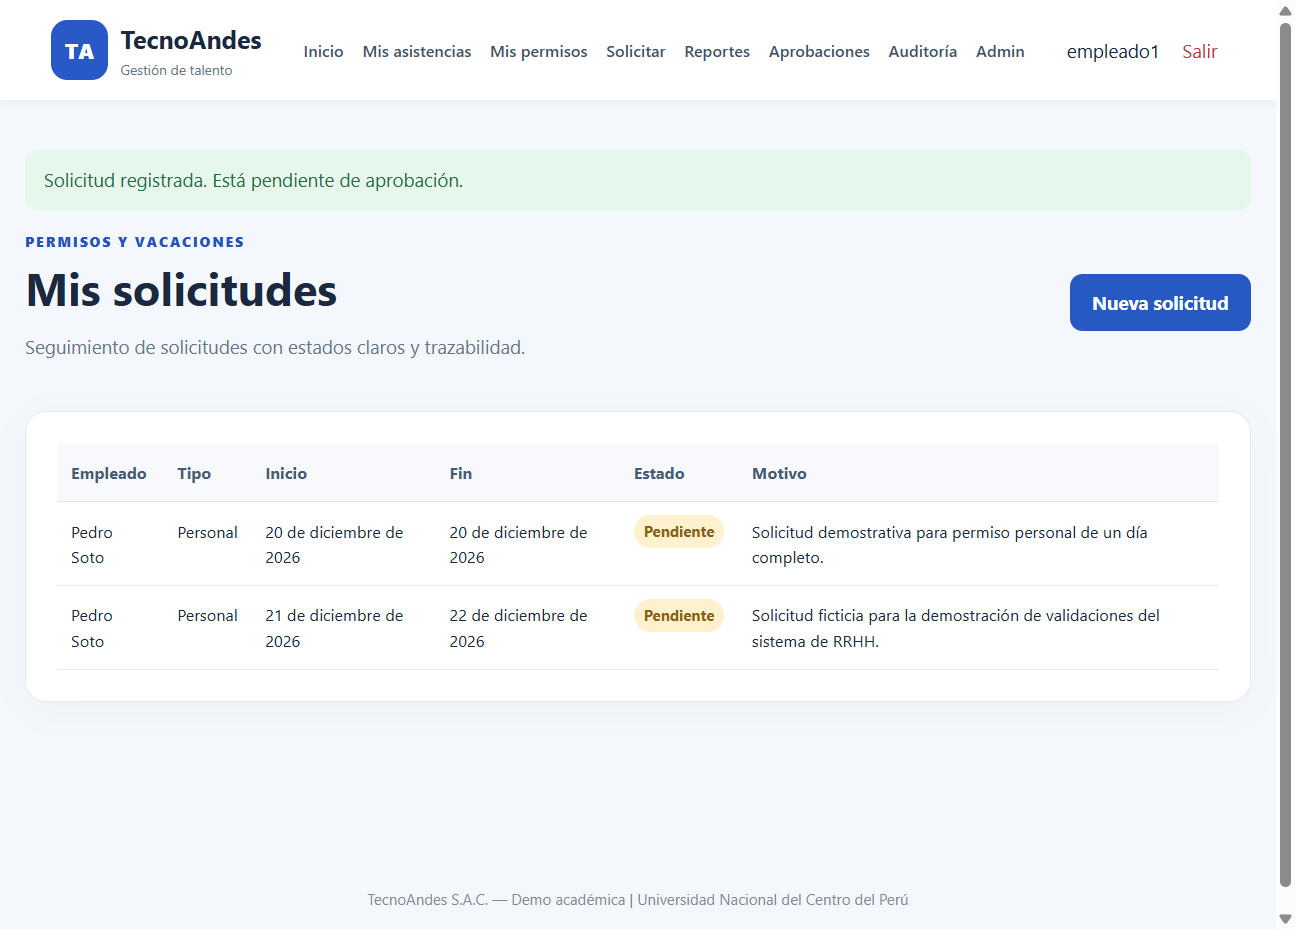 TA
TecnoAndes
Gestión de talento
Inicio Mis asistencias Mis permisos Solicitar Reportes Aprobaciones Auditoría Admin empleado1 Salir
Solicitud registrada. Está pendiente de aprobación.
PERMISOS Y VACACIONES
Mis solicitudes
Nueva solicitud
Seguimiento de solicitudes con estados claros y trazabilidad.
Empleado Tipo Inicio Fin Estado Motivo
Pedro Soto Personal 20 de diciembre de 2026 20 de diciembre de 2026 Pendiente Solicitud demostrativa para permiso personal de un día completo.
Pedro Soto Personal 21 de diciembre de 2026 22 de diciembre de 2026 Pendiente Solicitud ficticia para la demostración de validaciones del sistema de RRHH.
TecnoAndes S.A.C. — Demo académica | Universidad Nacional del Centro del Perú